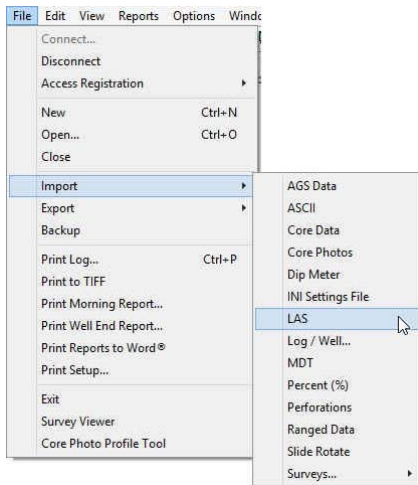 File Edit View Reports Options
Connect...
Disconnect
Access Registration
New Ctrl+N
Open... Ctrl+O
Close
Import
Export
Backup
Print Log... Ctrl+P
Print to TIFF
Print Morning Report...
Print Well End Report...
Print Reports to Word®
Print Setup...
Exit
Survey Viewer
Core Photo Profile Tool
AGS Data
ASCII
Core Data
Core Photos
Dip Meter
INI Settings File
LAS
Log / Well...
MDT
Percent (%)
Perforations
Ranged Data
Slide Rotate
Surveys...